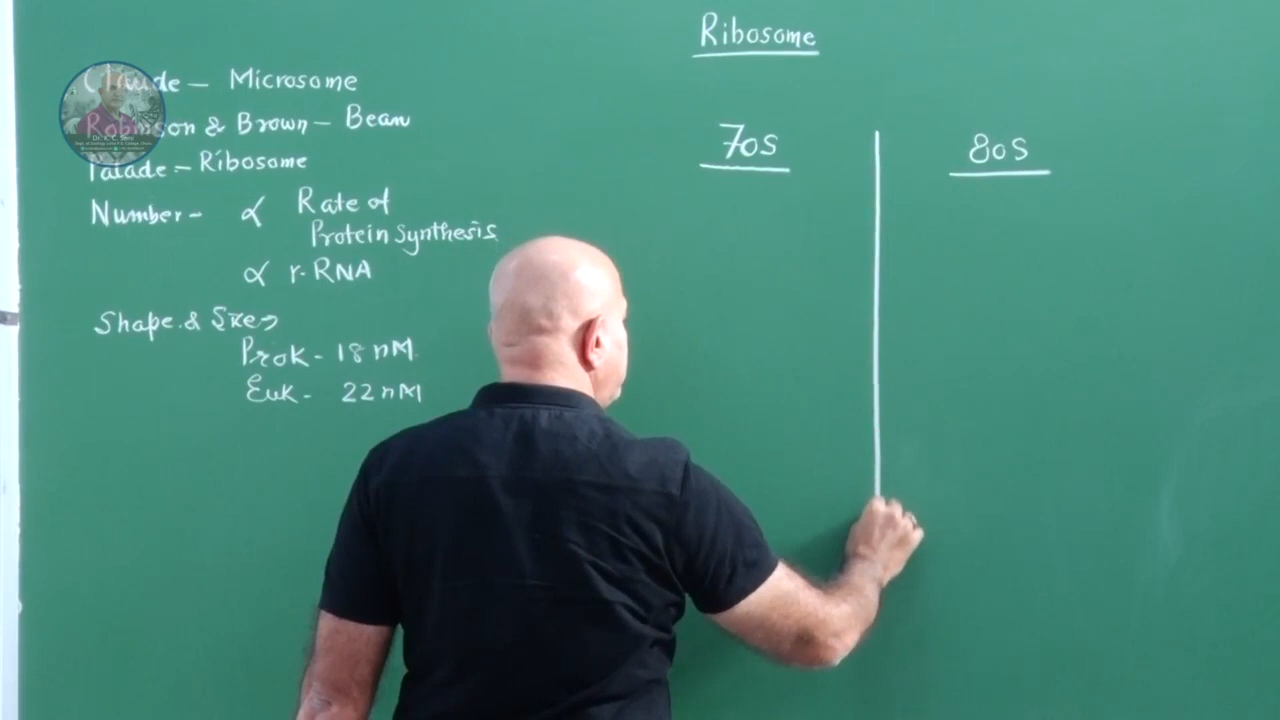 Ribosome
Claude - Microsome
Robinson & Brown - Bean
Palade - Ribosome
Number - ∝ Rate of
Protein Synthesis
∝ r-RNA
Shape & Size →
Prok - 18 nM
Euk - 22 nM
70S
80S